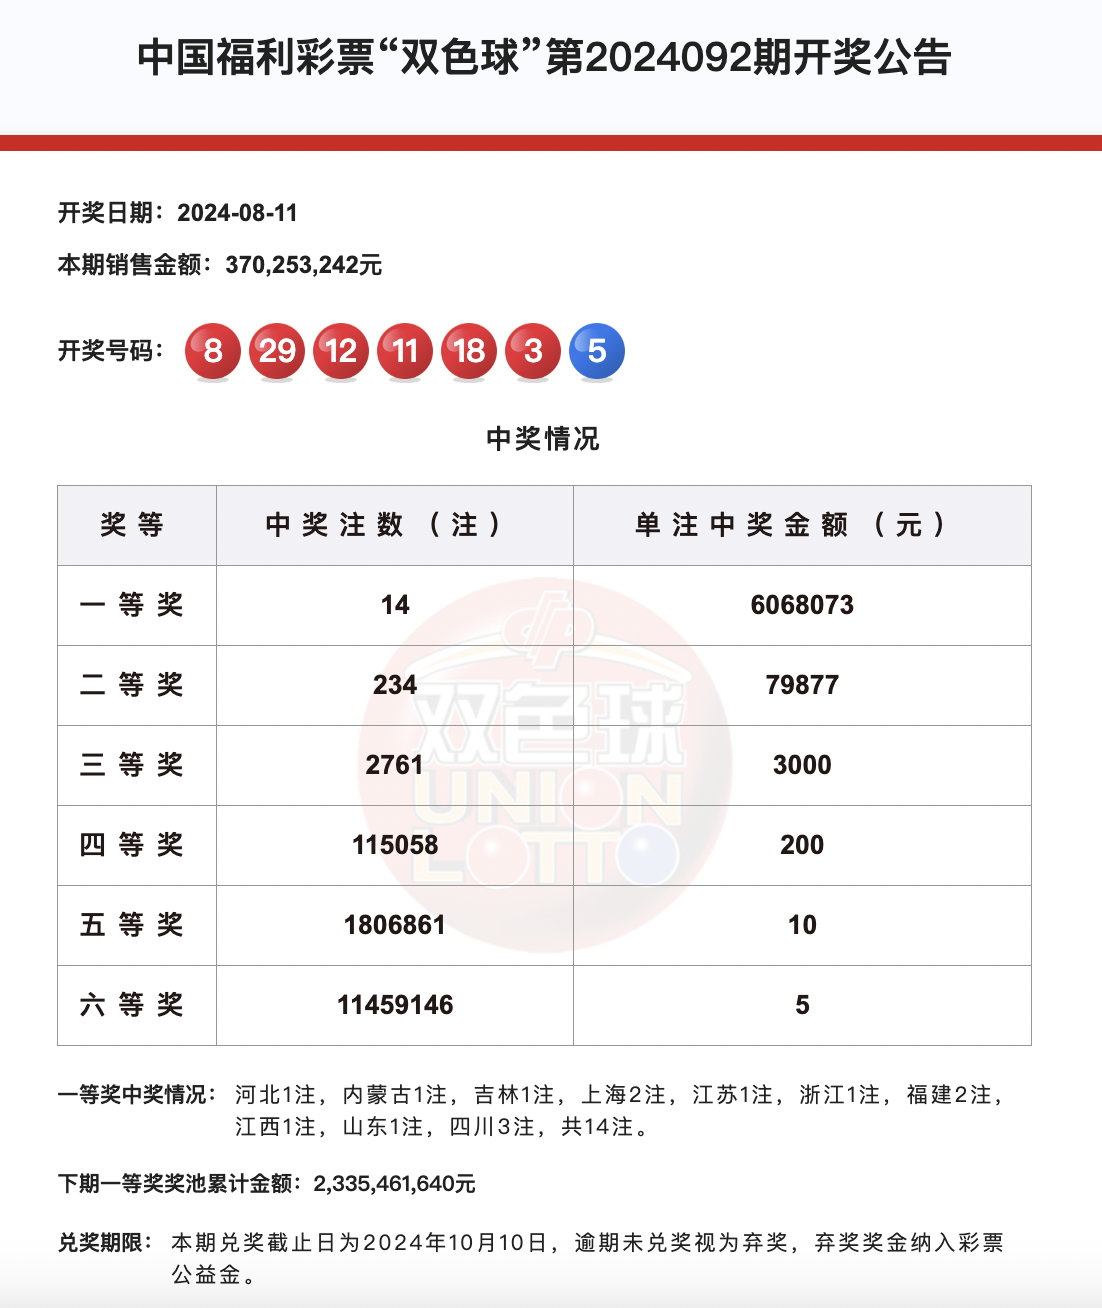 中国福利彩票“双色球”第2024092期开奖公告
开奖日期：2024-08-11
本期销售金额：370,253,242元
开奖号码： 8 29 12 11 18 3 5
中奖情况
奖等 中奖注数（注） 单注中奖金额（元）
一等奖 14 6068073
二等奖 234 79877
三等奖 2761 3000
四等奖 115058 200
五等奖 1806861 10
六等奖 11459146 5
双色球
UNION
LOTTO
一等奖中奖情况： 河北1注，内蒙古1注，吉林1注，上海2注，江苏1注，浙江1注，福建2注，
江西1注，山东1注，四川3注，共14注。
下期一等奖奖池累计金额：2,335,461,640元
兑奖期限： 本期兑奖截止日为2024年10月10日，逾期未兑奖视为弃奖，弃奖奖金纳入彩票
公益金。